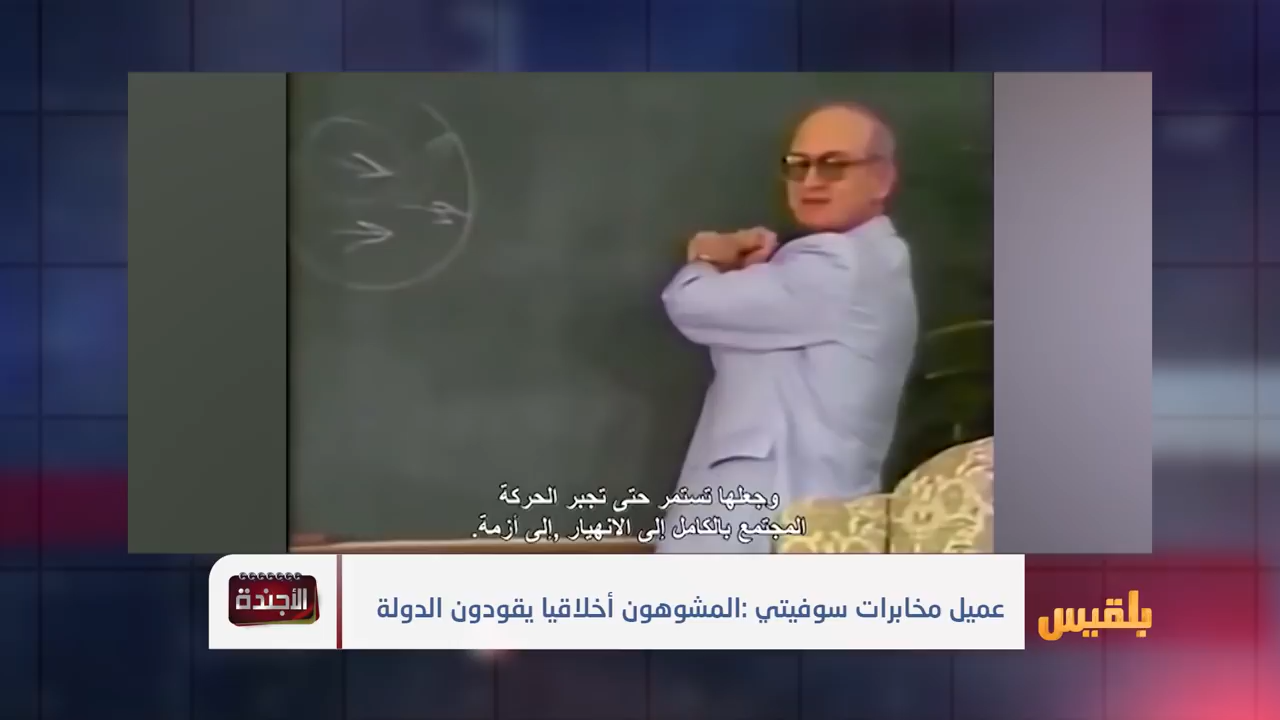 وجعلها تستمر حتى تجبر الحركة
المجتمع بالكامل إلى الانهيار ,إلى أزمة.
عميل مخابرات سوفيتي :المشوهون أخلاقيا يقودون الدولة
الأجندة
بلقيس